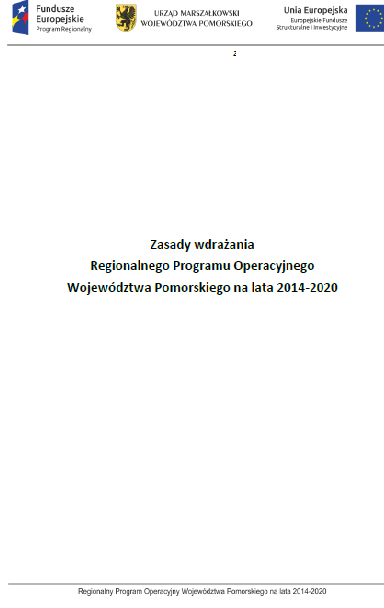 Fundusze
Europejskie
Program Regionalny
URZĄD MARSZAŁKOWSKI
WOJEWÓDZTWA POMORSKIEGO
Unia Europejska
Europejskie Fundusze
Strukturalne i Inwestycyjne
2
Zasady wdrażania
Regionalnego Programu Operacyjnego
Województwa Pomorskiego na lata 2014-2020
Regionalny Program Operacyjny Województwa Pomorskiego na lata 2014-2020